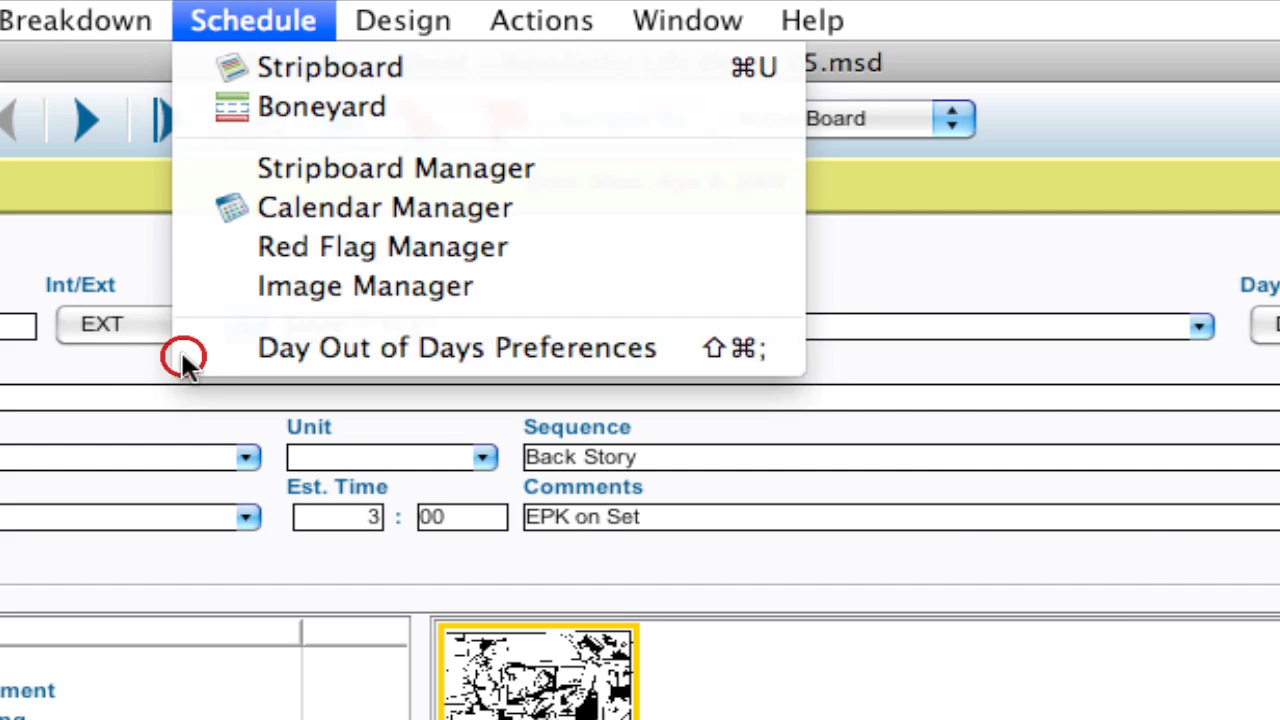 Breakdown Schedule Design Actions Window Help
Stripboard ⌘U
5.msd
Boneyard
Board
Stripboard Manager
Calendar Manager
Red Flag Manager
Image Manager
Int/Ext
Day
EXT
Day Out of Days Preferences ⇧⌘;
Unit Sequence
Back Story
Est. Time Comments
3 : 00 EPK on Set
ment